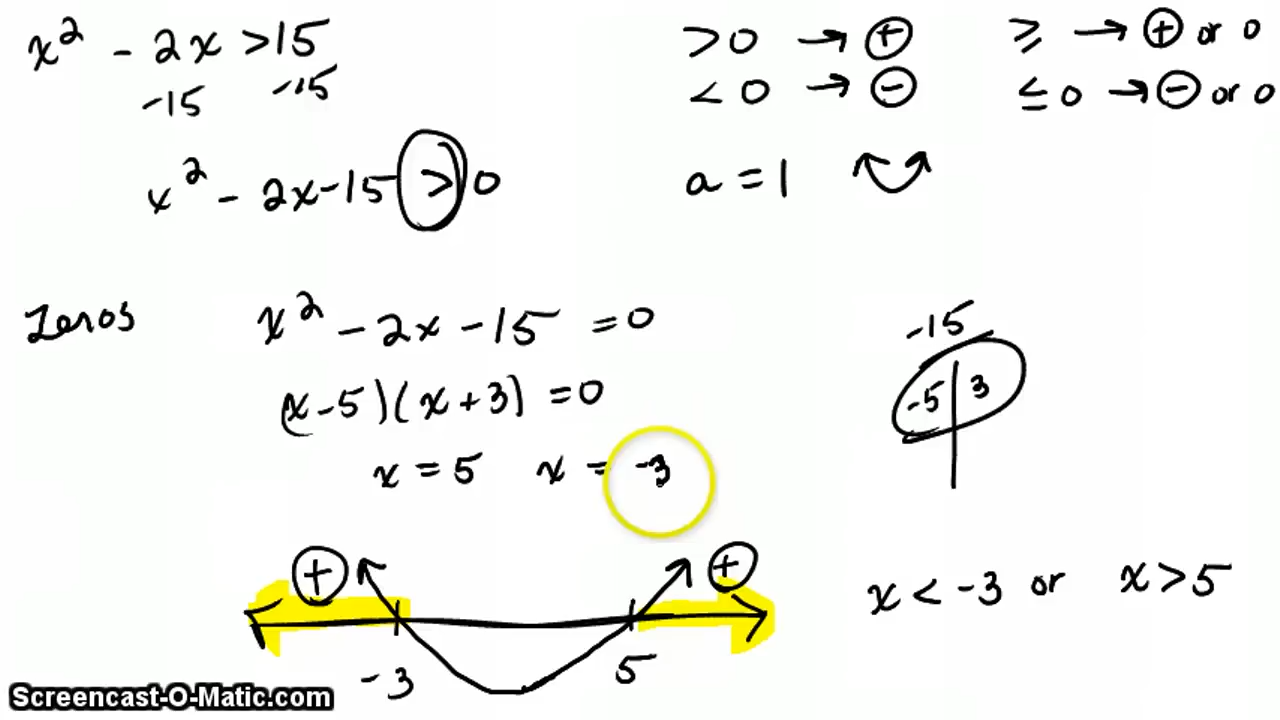 x² - 2x > 15
-15 -15
x² - 2x - 15 > 0
> 0 → +
< 0 → -
≥ → + or 0
≤ 0 → - or 0
a = 1
Zeros x² - 2x - 15 = 0
(x - 5)(x + 3) = 0
x = 5 x = -3
-15
-5 3
+ +
-3 5
x < -3 or x > 5
Screencast-O-Matic.com